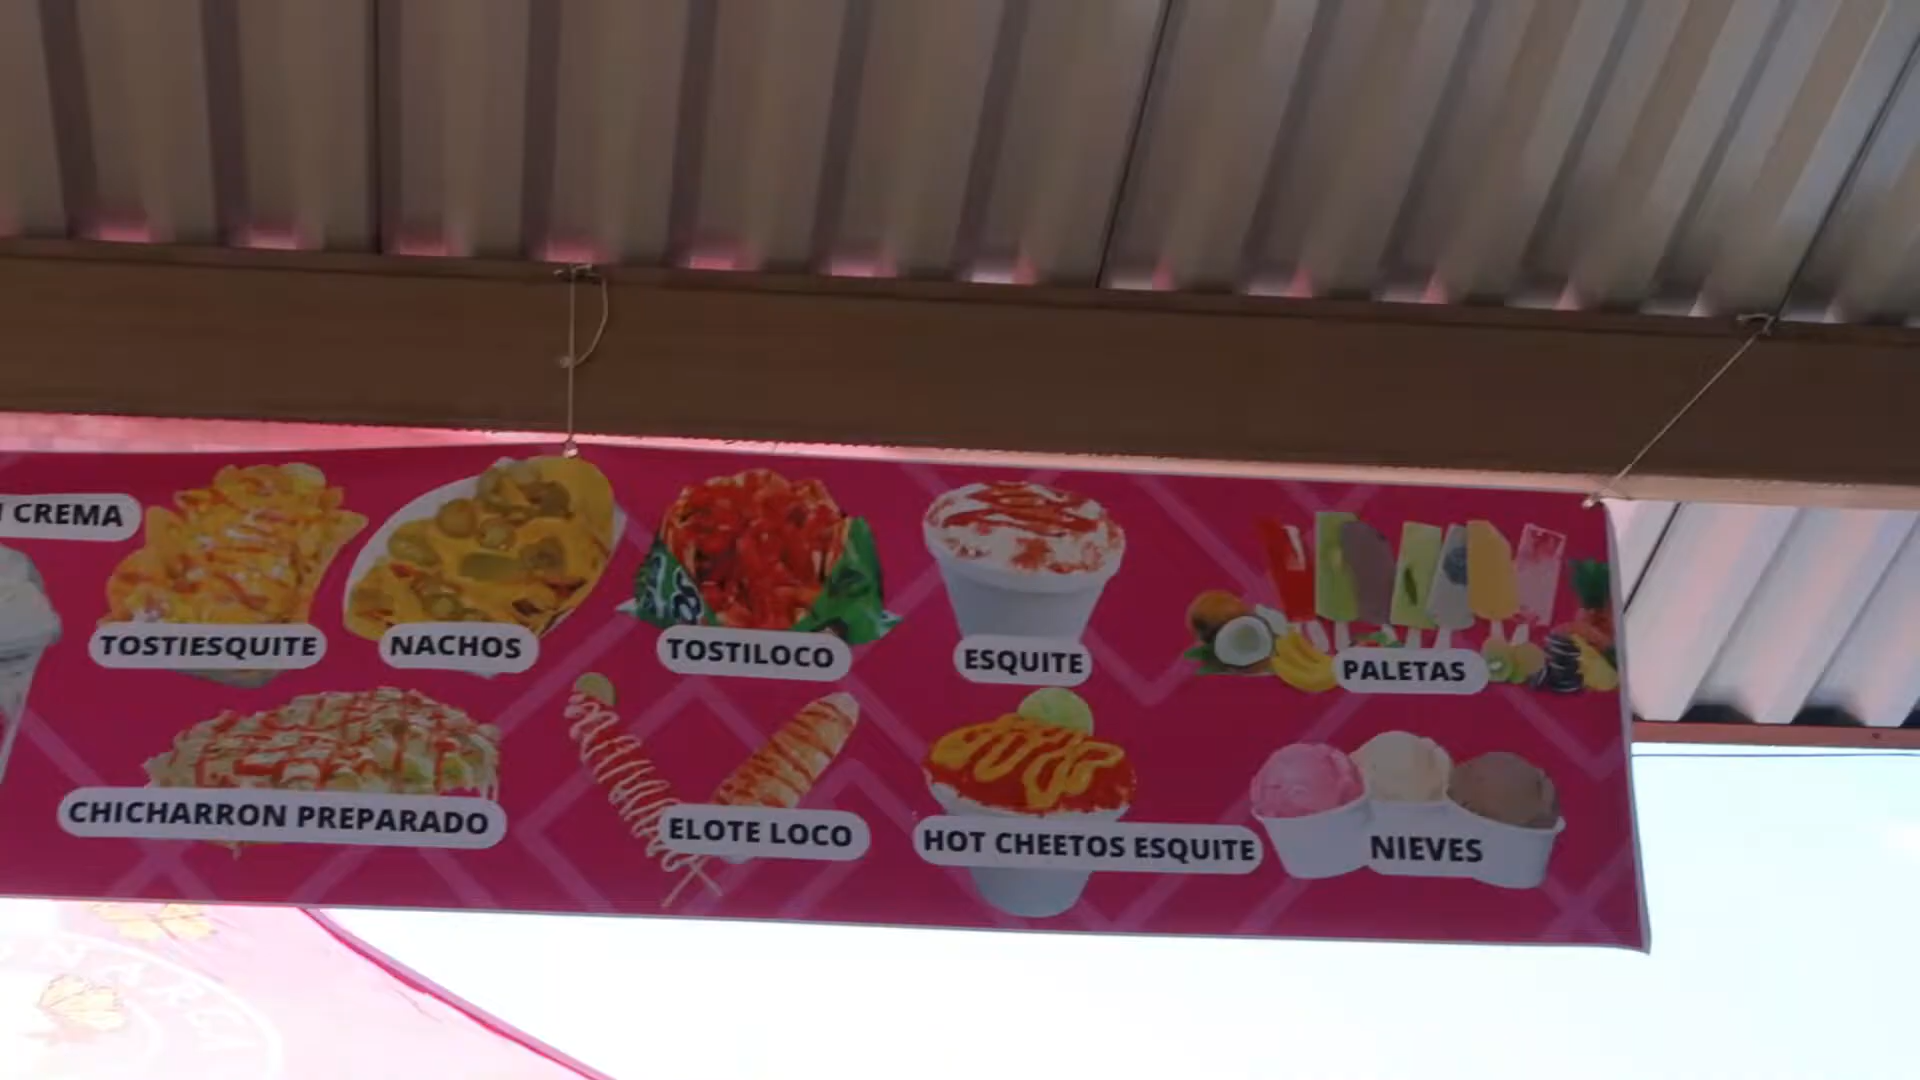 CREMA
TOSTIESQUITE
NACHOS
TOSTILOCO
ESQUITE
PALETAS
CHICHARRON PREPARADO
ELOTE LOCO
HOT CHEETOS ESQUITE
NIEVES